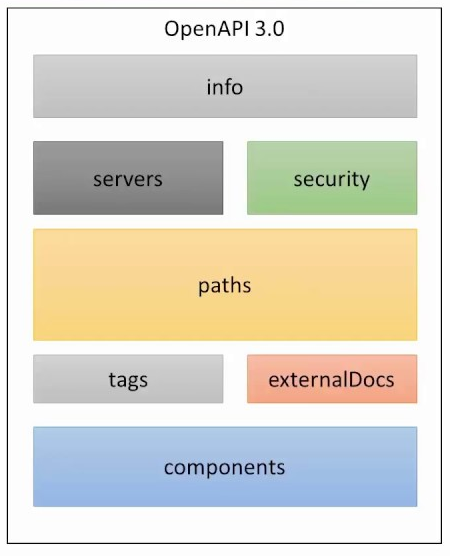 OpenAPI 3.0
info
servers
security
paths
tags
externalDocs
components